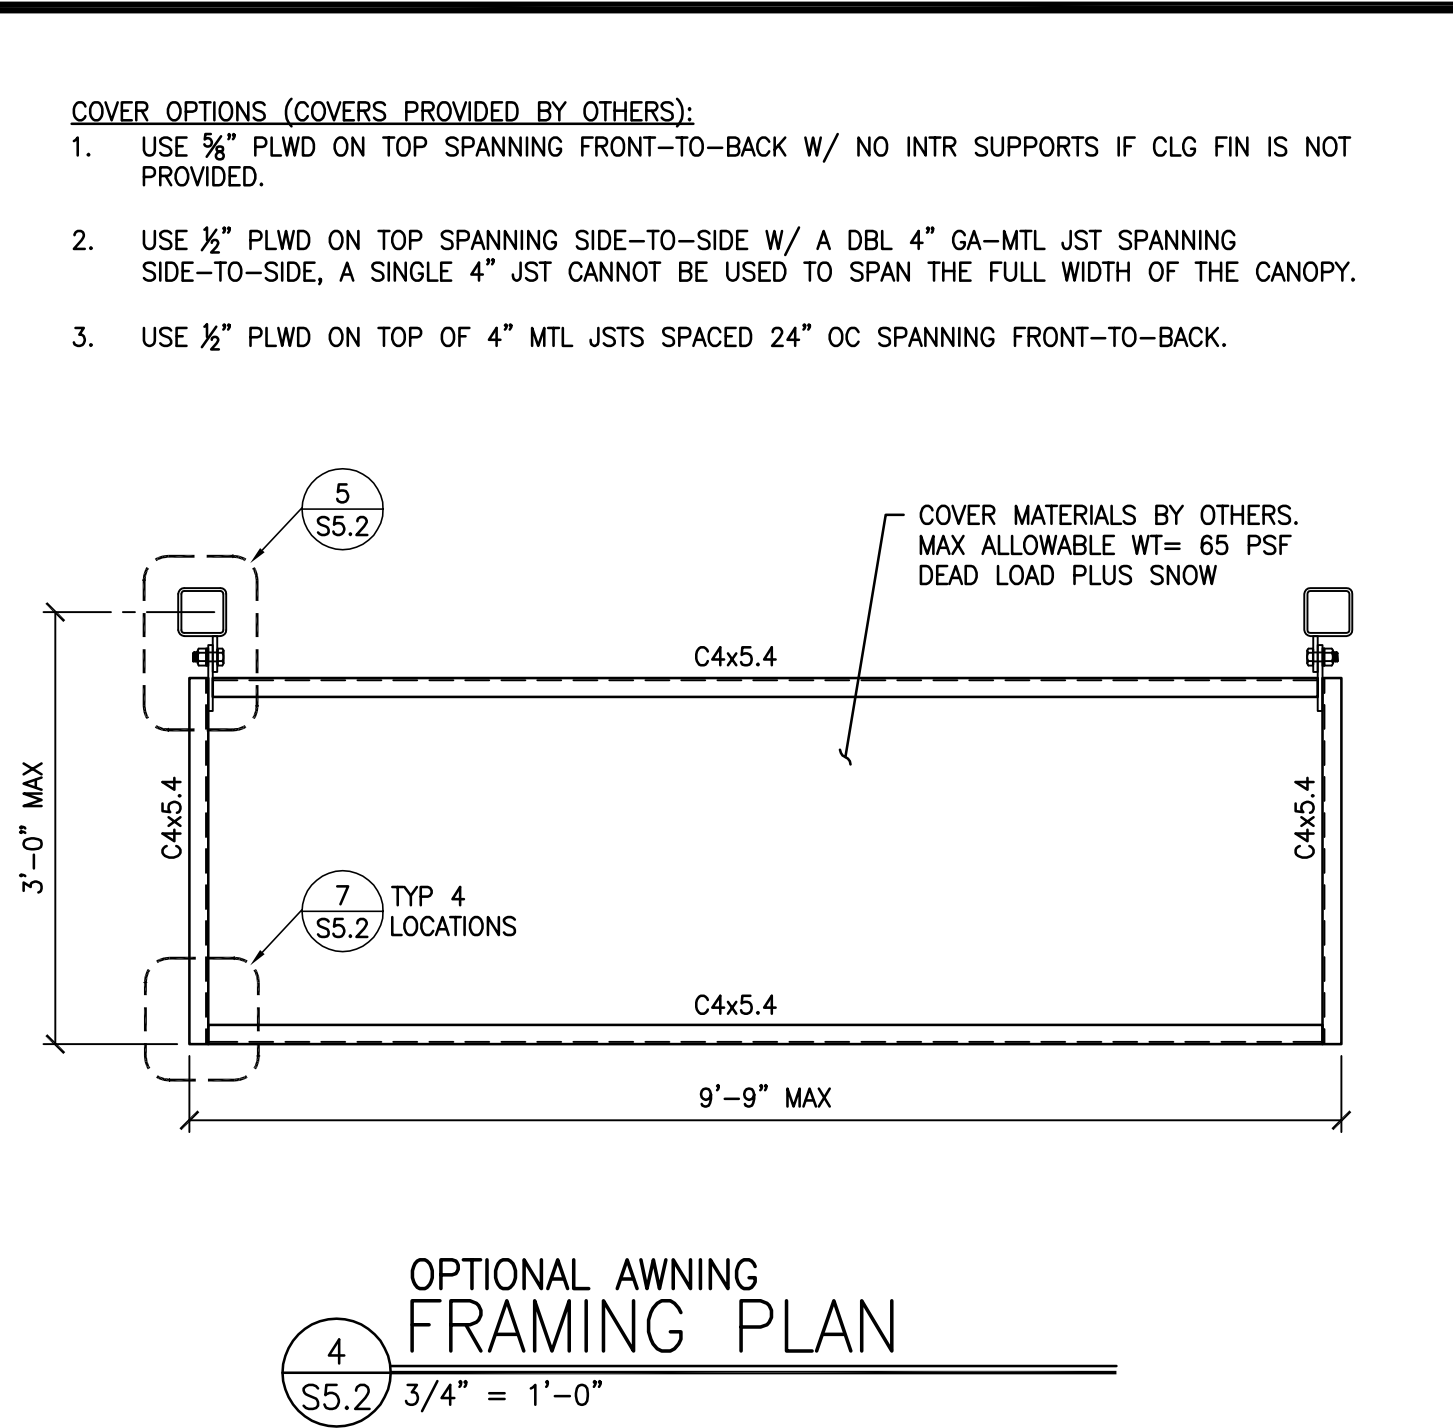 COVER OPTIONS (COVERS PROVIDED BY OTHERS):
1. USE ⅝" PLWD ON TOP SPANNING FRONT-TO-BACK W/ NO INTR SUPPORTS IF CLG FIN IS NOT
PROVIDED.
2. USE ½" PLWD ON TOP SPANNING SIDE-TO-SIDE W/ A DBL 4" GA-MTL JST SPANNING
SIDE-TO-SIDE, A SINGLE 4" JST CANNOT BE USED TO SPAN THE FULL WIDTH OF THE CANOPY.
3. USE ½" PLWD ON TOP OF 4" MTL JSTS SPACED 24" OC SPANNING FRONT-TO-BACK.
5
S5.2
COVER MATERIALS BY OTHERS.
MAX ALLOWABLE WT= 65 PSF
DEAD LOAD PLUS SNOW
C4x5.4
3'-0" MAX
C4x5.4
C4x5.4
7
S5.2
TYP 4
LOCATIONS
C4x5.4
9'-9" MAX
OPTIONAL AWNING
FRAMING PLAN
4
S5.2
3/4" = 1'-0"